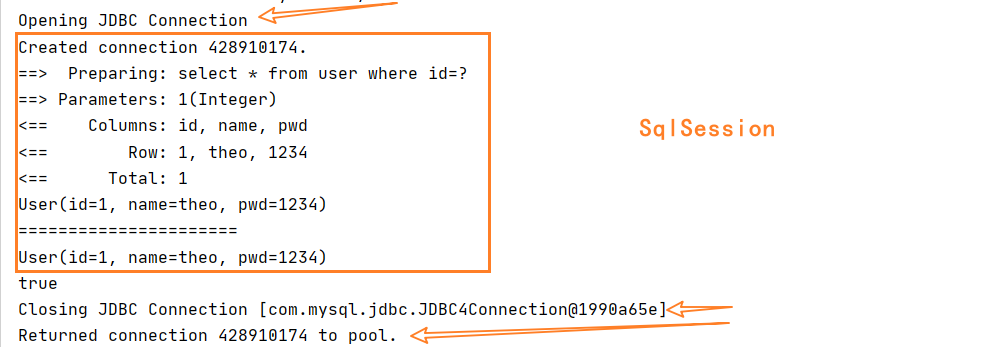 Opening JDBC Connection
Created connection 428910174.
==>  Preparing: select * from user where id=?
==> Parameters: 1(Integer)
<==    Columns: id, name, pwd
<==        Row: 1, theo, 1234
<==      Total: 1
User(id=1, name=theo, pwd=1234)
======================
User(id=1, name=theo, pwd=1234)
true
Closing JDBC Connection [com.mysql.jdbc.JDBC4Connection@1990a65e]
Returned connection 428910174 to pool.
SqlSession